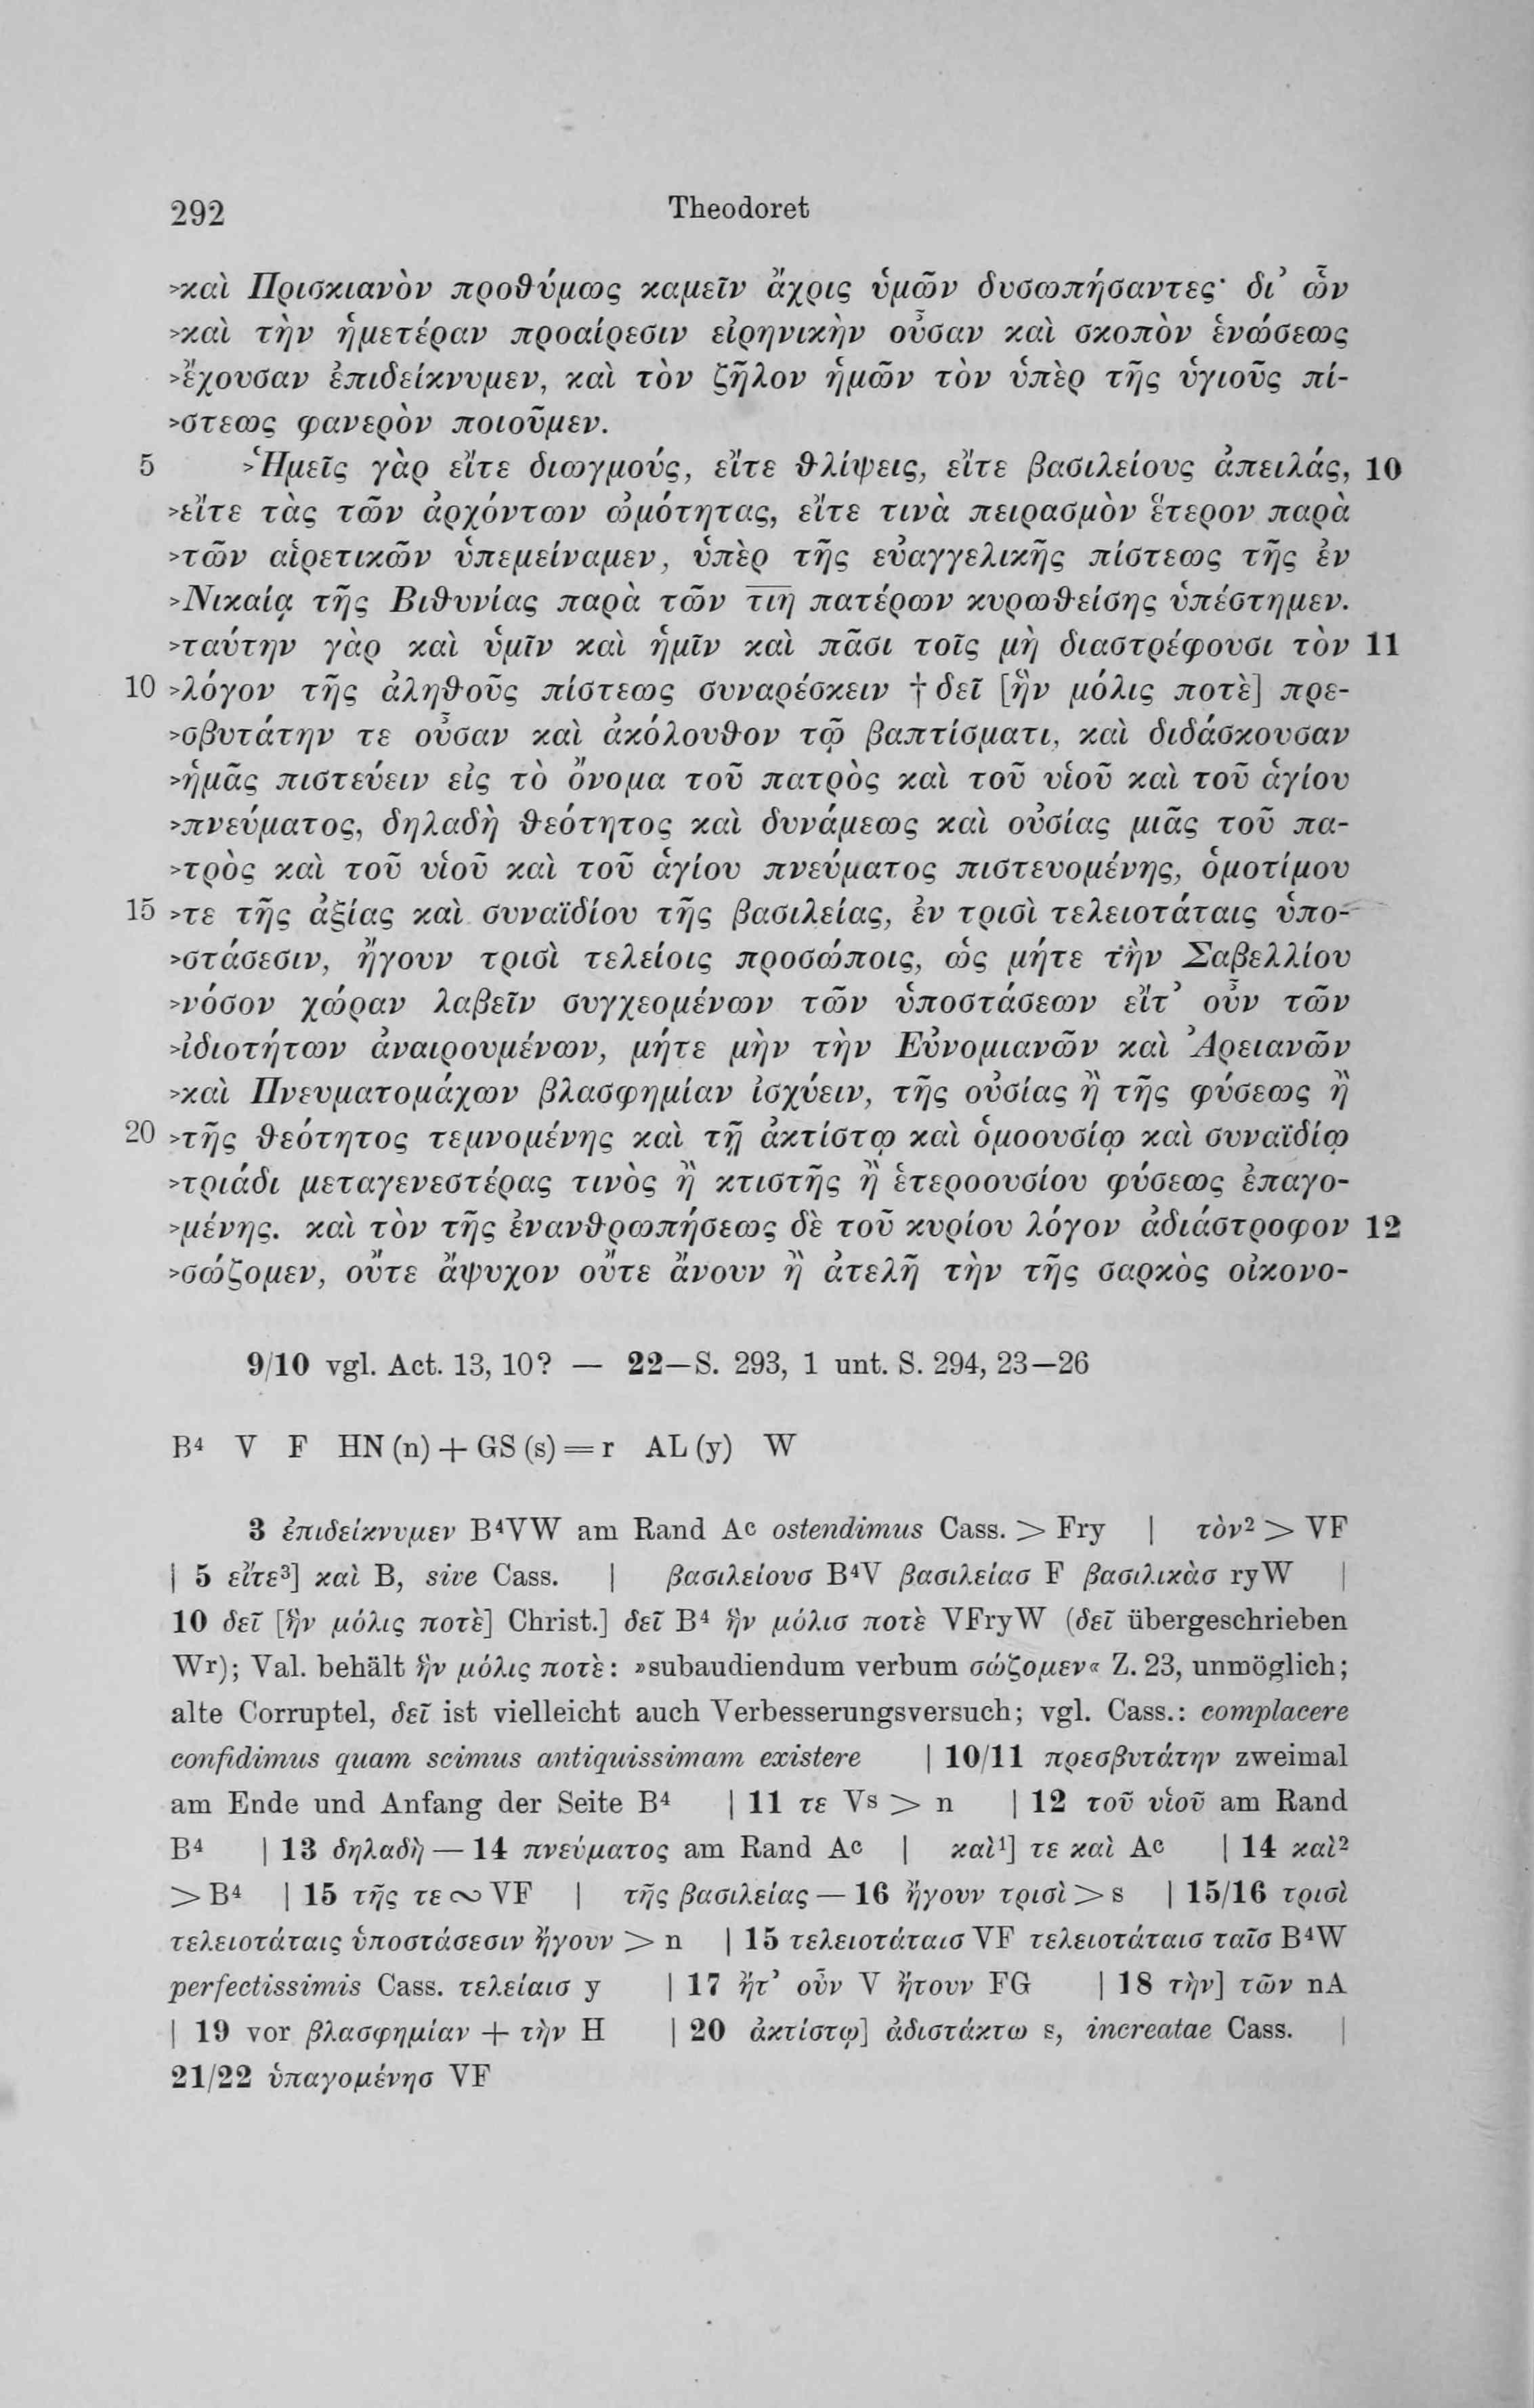 292 Theodoret
>καὶ Πρισκιανὸν προθύμως καμεῖν ἄχρις ὑμῶν δυσωπήσαντες· δι’ ὧν
>καὶ τὴν ἡμετέραν προαίρεσιν εἰρηνικὴν οὖσαν καὶ σκοπὸν ἑνώσεως
>ἔχουσαν ἐπιδείκνυμεν, καὶ τὸν ζῆλον ἡμῶν τὸν ὑπὲρ τῆς ὑγιοῦς πί-
>στεως φανερὸν ποιοῦμεν.
5 >Ἡμεῖς γὰρ εἴτε διωγμούς, εἴτε θλίψεις, εἴτε βασιλείους ἀπειλάς, 10
>εἴτε τὰς τῶν ἀρχόντων ὠμότητας, εἴτε τινὰ πειρασμὸν ἕτερον παρὰ
>τῶν αἱρετικῶν ὑπεμείναμεν, ὑπὲρ τῆς εὐαγγελικῆς πίστεως τῆς ἐν
>Νικαίᾳ τῆς Βιθυνίας παρὰ τῶν τιη πατέρων κυρωθείσης ὑπέστημεν.
>ταύτην γὰρ καὶ ὑμῖν καὶ ἡμῖν καὶ πᾶσι τοῖς μὴ διαστρέφουσι τὸν 11
10 >λόγον τῆς ἀληθοῦς πίστεως συναρέσκειν † δεῖ [ἣν μόλις ποτὲ] πρε-
>σβυτάτην τε οὖσαν καὶ ἀκόλουθον τῷ βαπτίσματι, καὶ διδάσκουσαν
>ἡμᾶς πιστεύειν εἰς τὸ ὄνομα τοῦ πατρὸς καὶ τοῦ υἱοῦ καὶ τοῦ ἁγίου
>πνεύματος, δηλαδὴ θεότητος καὶ δυνάμεως καὶ οὐσίας μιᾶς τοῦ πα-
>τρὸς καὶ τοῦ υἱοῦ καὶ τοῦ ἁγίου πνεύματος πιστευομένης, ὁμοτίμου
15 >τε τῆς ἀξίας καὶ συναϊδίου τῆς βασιλείας, ἐν τρισὶ τελειοτάταις ὑπο-
>στάσεσιν, ἤγουν τρισὶ τελείοις προσώποις, ὡς μήτε τὴν Σαβελλίου
>νόσον χώραν λαβεῖν συγχεομένων τῶν ὑποστάσεων εἴτ’ οὖν τῶν
>ἰδιοτήτων ἀναιρουμένων, μήτε μὴν τὴν Εὐνομιανῶν καὶ Ἀρειανῶν
>καὶ Πνευματομάχων βλασφημίαν ἰσχύειν, τῆς οὐσίας ἢ τῆς φύσεως ἢ
20 >τῆς θεότητος τεμνομένης καὶ τῇ ἀκτίστῳ καὶ ὁμοουσίῳ καὶ συναϊδίῳ
>τριάδι μεταγενεστέρας τινὸς ἢ κτιστῆς ἢ ἑτεροουσίου φύσεως ἐπαγο-
>μένης. καὶ τὸν τῆς ἐνανθρωπήσεως δὲ τοῦ κυρίου λόγον ἀδιάστροφον 12
>σώζομεν, οὔτε ἄψυχον οὔτε ἄνουν ἢ ἀτελῆ τὴν τῆς σαρκὸς οἰκονο-
9/10 vgl. Act. 13, 10? — 22—S. 293, 1 unt. S. 294, 23—26
B⁴ V F HN (n) + GS (s) = r AL (y) W
3 ἐπιδείκνυμεν B⁴VW am Rand Aᶜ ostendimus Cass. > Fry | τὸν² > VF
| 5 εἴτε³] καὶ B, sive Cass. | βασιλείουσ B⁴V βασιλείασ F βασιλικὰσ ryW |
10 δεῖ [ἣν μόλις ποτὲ] Christ.] δεῖ B⁴ ἣν μόλισ ποτὲ VFryW (δεῖ übergeschrieben
Wʳ); Val. behält ἣν μόλις ποτὲ: »subaudiendum verbum σώζομεν« Z. 23, unmöglich;
alte Corruptel, δεῖ ist vielleicht auch Verbesserungsversuch; vgl. Cass.: complacere
confidimus quam scimus antiquissimam existere | 10/11 πρεσβυτάτην zweimal
am Ende und Anfang der Seite B⁴ | 11 τε Vs > n | 12 τοῦ υἱοῦ am Rand
B⁴ | 13 δηλαδὴ — 14 πνεύματος am Rand Aᶜ | καὶ¹] τε καὶ Aᶜ | 14 καὶ²
> B⁴ | 15 τῆς τε ∾ VF | τῆς βασιλείας — 16 ἤγουν τρισὶ > s | 15/16 τρισὶ
τελειοτάταις ὑποστάσεσιν ἤγουν > n | 15 τελειοτάταισ VF τελειοτάταισ ταῖσ B⁴W
perfectissimis Cass. τελείαισ y | 17 ἤτ’ οὖν V ἤτουν FG | 18 τὴν] τῶν nA
| 19 vor βλασφημίαν + τὴν H | 20 ἀκτίστῳ] ἀδιστάκτω s, increatae Cass. |
21/22 ὑπαγομένησ VF